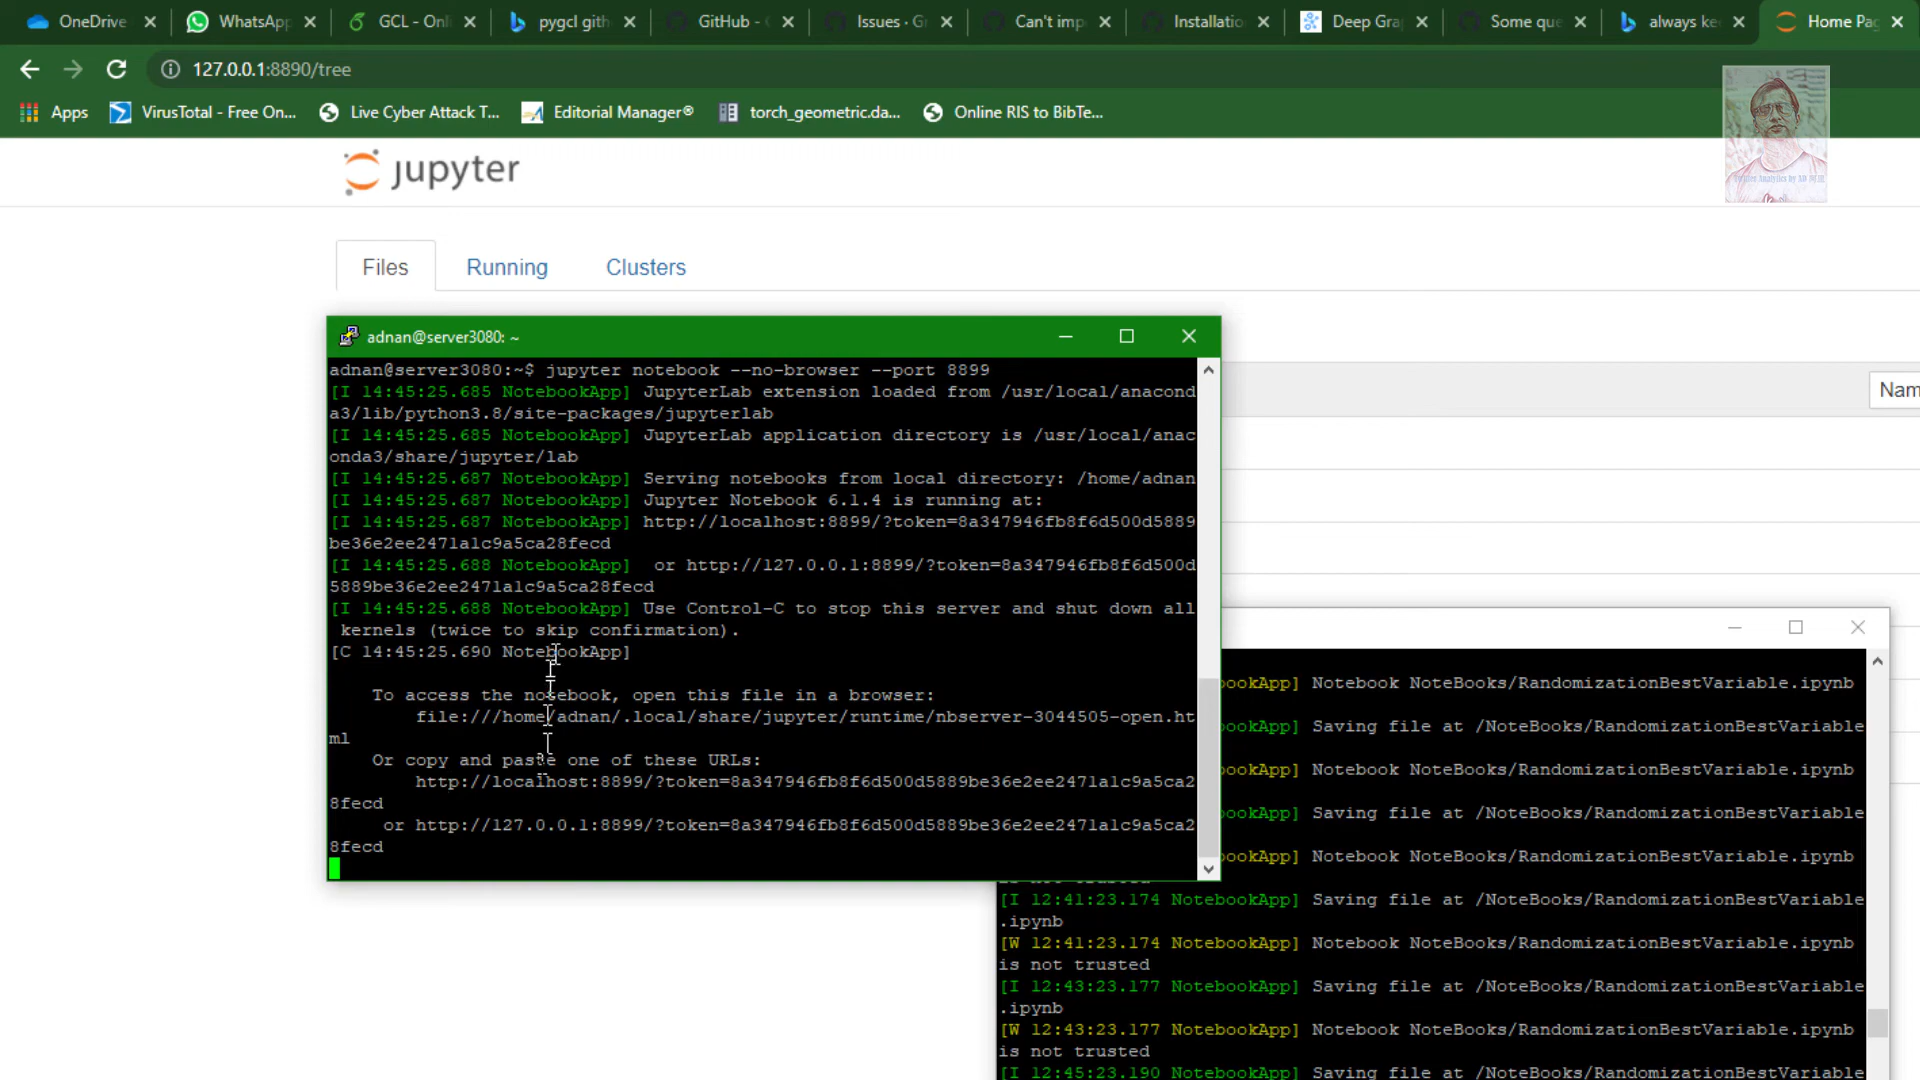 OneDrive
WhatsApp
GCL - Onl
pygcl gith
GitHub -
Issues · Gr
Can't imp
Installatio
Deep Gra
Some que
always ke
Home Pag
127.0.0.1:8890/tree
Apps
VirusTotal - Free On...
Live Cyber Attack T...
Editorial Manager®
torch_geometric.da...
Online RIS to BibTe...
jupyter
Files
Running
Clusters
Nam
adnan@server3080: ~
adnan@server3080:~$ jupyter notebook --no-browser --port 8899
[I 14:45:25.685 NotebookApp] JupyterLab extension loaded from /usr/local/anacond
a3/lib/python3.8/site-packages/jupyterlab
[I 14:45:25.685 NotebookApp] JupyterLab application directory is /usr/local/anac
onda3/share/jupyter/lab
[I 14:45:25.687 NotebookApp] Serving notebooks from local directory: /home/adnan
[I 14:45:25.687 NotebookApp] Jupyter Notebook 6.1.4 is running at:
[I 14:45:25.687 NotebookApp] http://localhost:8899/?token=8a347946fb8f6d500d5889
be36e2ee2471a1c9a5ca28fecd
[I 14:45:25.688 NotebookApp]  or http://127.0.0.1:8899/?token=8a347946fb8f6d500d
5889be36e2ee2471a1c9a5ca28fecd
[I 14:45:25.688 NotebookApp] Use Control-C to stop this server and shut down all
kernels (twice to skip confirmation).
[C 14:45:25.690 NotebookApp]
To access the notebook, open this file in a browser:
file:///home/adnan/.local/share/jupyter/runtime/nbserver-3044505-open.ht
ml
Or copy and paste one of these URLs:
http://localhost:8899/?token=8a347946fb8f6d500d5889be36e2ee2471a1c9a5ca2
8fecd
or http://127.0.0.1:8899/?token=8a347946fb8f6d500d5889be36e2ee2471a1c9a5ca2
8fecd
ookApp] Notebook NoteBooks/RandomizationBestVariable.ipynb
ookApp] Saving file at /NoteBooks/RandomizationBestVariable
ookApp] Notebook NoteBooks/RandomizationBestVariable.ipynb
ookApp] Saving file at /NoteBooks/RandomizationBestVariable
ookApp] Notebook NoteBooks/RandomizationBestVariable.ipynb
is not trusted
[I 12:41:23.174 NotebookApp] Saving file at /NoteBooks/RandomizationBestVariable
.ipynb
[W 12:41:23.174 NotebookApp] Notebook NoteBooks/RandomizationBestVariable.ipynb
is not trusted
[I 12:43:23.177 NotebookApp] Saving file at /NoteBooks/RandomizationBestVariable
.ipynb
[W 12:43:23.177 NotebookApp] Notebook NoteBooks/RandomizationBestVariable.ipynb
is not trusted
[I 12:45:23.190 NotebookApp] Saving file at /NoteBooks/RandomizationBestVariable